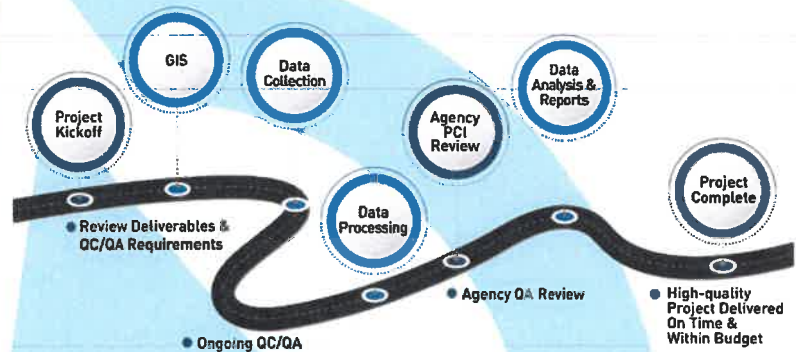 GIS
Data
Collection
Data
Analysis &
Reports
Project
Kickoff
Agency
PCI
Review
Project
Complete
Data
Processing
Review Deliverables &
QC/QA Requirements
Agency QA Review
High-quality
Project Delivered
On Time &
Within Budget
Ongoing QC/QA